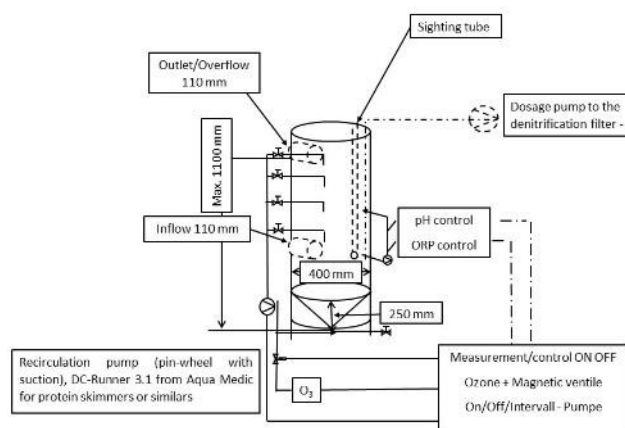 Sighting tube
Outlet/Overflow
110 mm
Dosage pump to the
denitrification filter -
Max. 1100 mm
pH control
ORP control
Inflow 110 mm
400 mm
250 mm
Recirculation pump (pin-wheel with
suction), DC-Runner 3.1 from Aqua Medic
for protein skimmers or similars
O₃
Measurement/control ON OFF
Ozone + Magnetic ventile
On/Off/Intervall - Pumpe